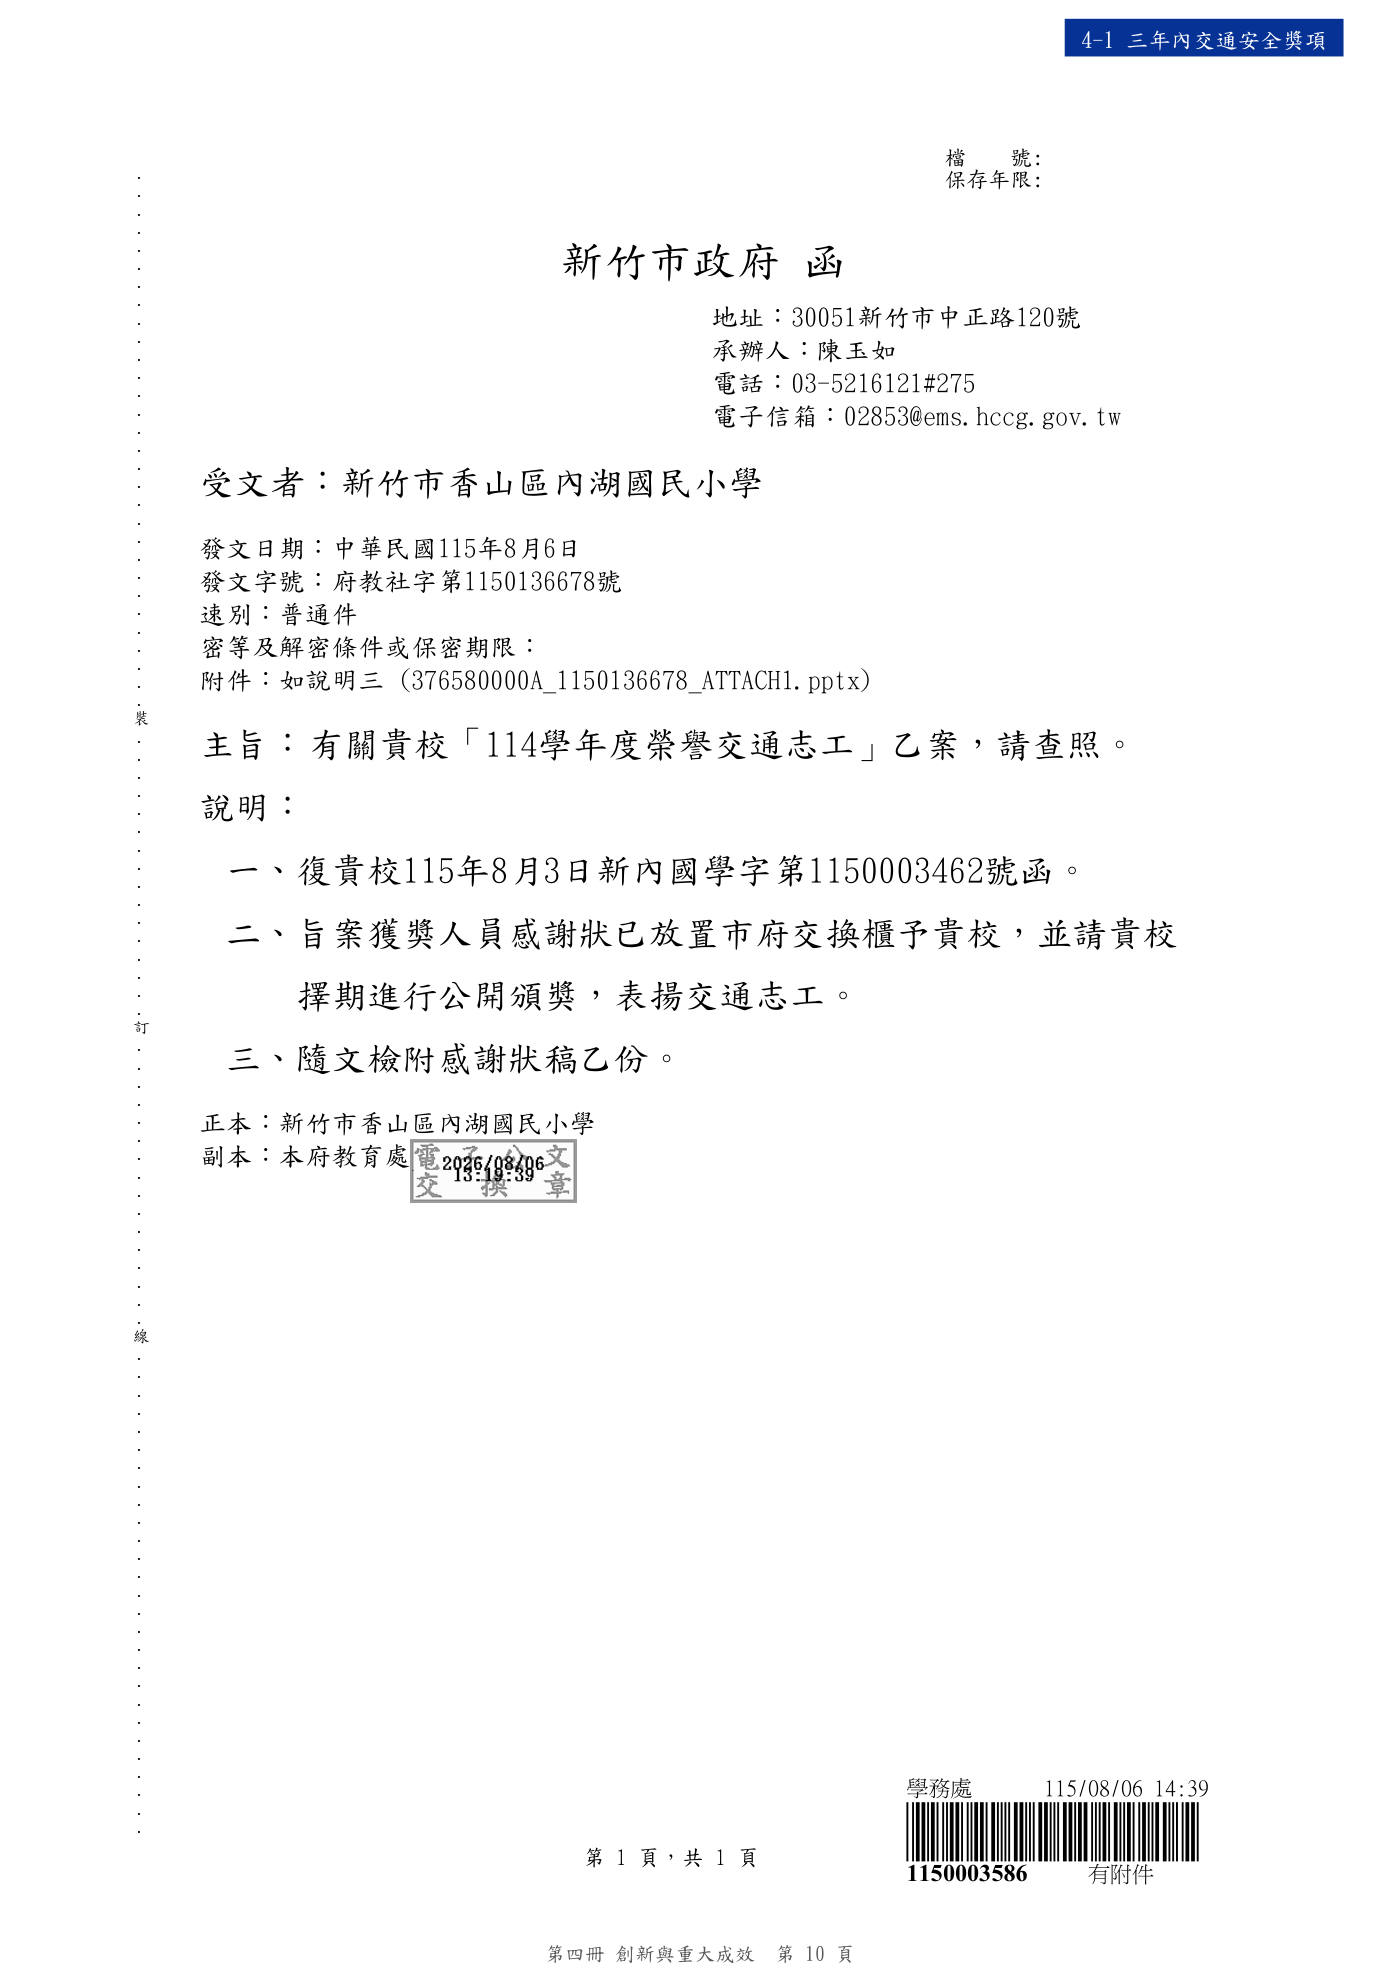 4-1 三年內交通安全獎項
檔　　號:
保存年限:
新竹市政府 函
地址：30051新竹市中正路120號
承辦人：陳玉如
電話：03-5216121#275
電子信箱：02853@ems.hccg.gov.tw
受文者：新竹市香山區內湖國民小學
發文日期：中華民國115年8月6日
發文字號：府教社字第1150136678號
速別：普通件
密等及解密條件或保密期限：
附件：如說明三 (376580000A_1150136678_ATTACH1.pptx)
裝
主旨：有關貴校「114學年度榮譽交通志工」乙案，請查照。
說明：
一、復貴校115年8月3日新內國學字第1150003462號函。
二、旨案獲獎人員感謝狀已放置市府交換櫃予貴校，並請貴校
擇期進行公開頒獎，表揚交通志工。
訂
三、隨文檢附感謝狀稿乙份。
正本：新竹市香山區內湖國民小學
副本：本府教育處
電子公文
2026/08/06
13:19:39
交換章
線
學務處 115/08/06 14:39
第 1 頁，共 1 頁
1150003586 有附件
第四冊 創新與重大成效 第 10 頁